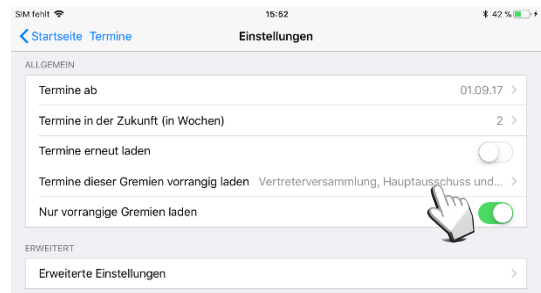 SIM fehlt 15:52 42 %
Startseite Termine Einstellungen
ALLGEMEIN
Termine ab 01.09.17
Termine in der Zukunft (in Wochen) 2
Termine erneut laden
Termine dieser Gremien vorrangig laden Vertreterversammlung, Hauptausschuss und...
Nur vorrangige Gremien laden
ERWEITERT
Erweiterte Einstellungen